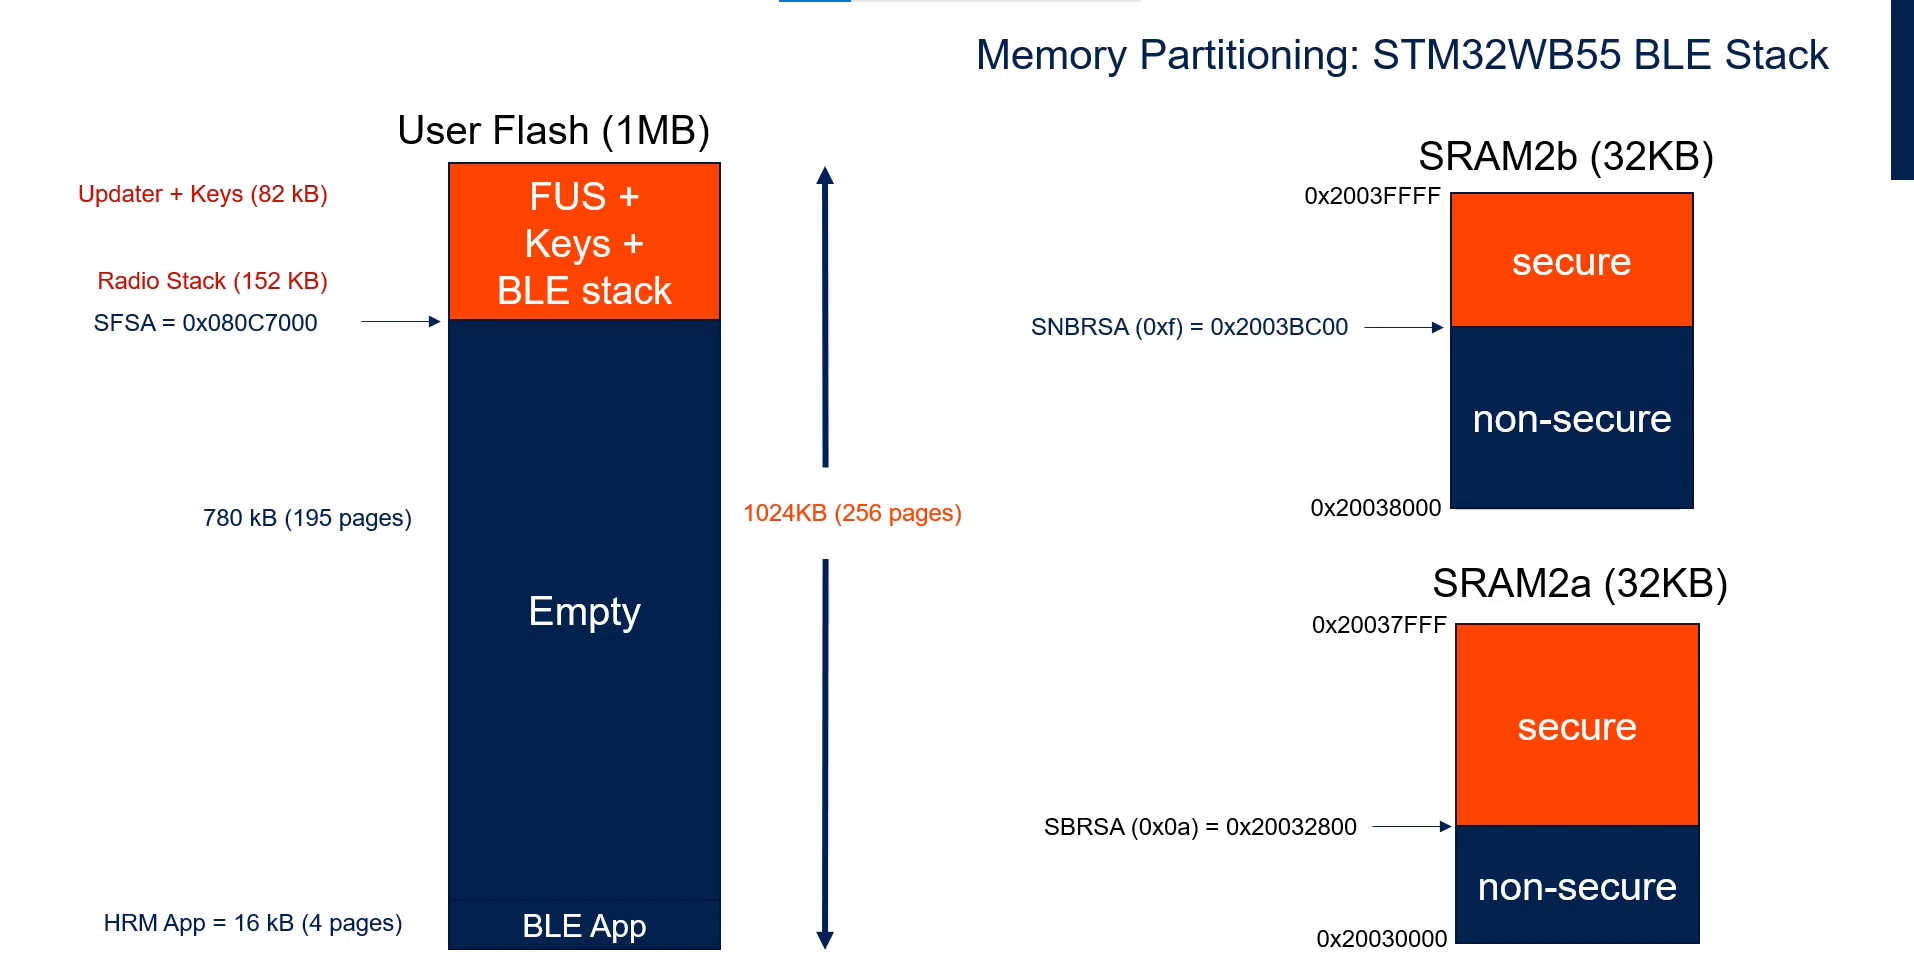 Memory Partitioning: STM32WB55 BLE Stack
User Flash (1MB)
Updater + Keys (82 kB)
FUS +
Keys +
BLE stack
Radio Stack (152 KB)
SFSA = 0x080C7000
780 kB (195 pages)
1024KB (256 pages)
Empty
HRM App = 16 kB (4 pages)
BLE App
SRAM2b (32KB)
0x2003FFFF
secure
SNBRSA (0xf) = 0x2003BC00
non-secure
0x20038000
SRAM2a (32KB)
0x20037FFF
secure
SBRSA (0x0a) = 0x20032800
non-secure
0x20030000